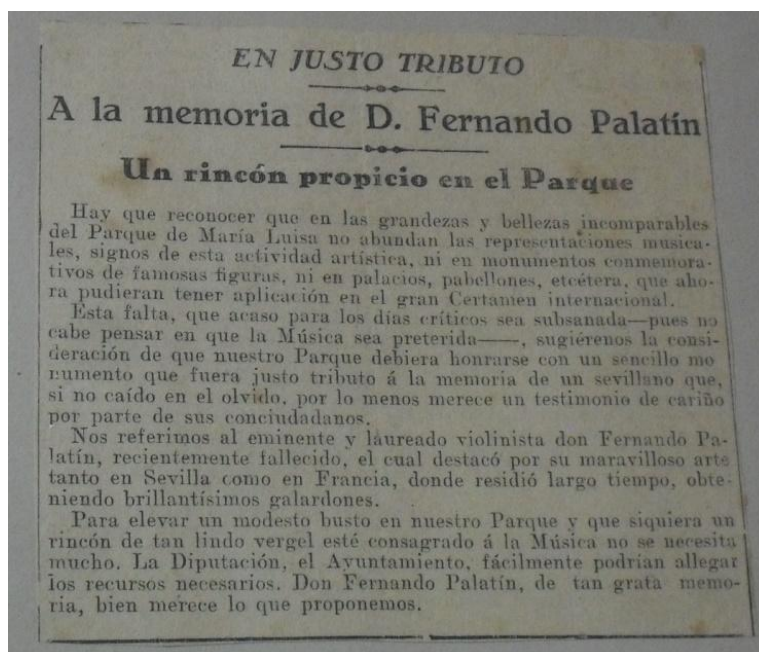 EN JUSTO TRIBUTO
A la memoria de D. Fernando Palatín
Un rincón propicio en el Parque
Hay que reconocer que en las grandezas y bellezas incomparables
del Parque de María Luisa no abundan las representaciones musica-
les, signos de esta actividad artística, ni en monumentos conmemora-
tivos de famosas figuras, ni en palacios, pabellones, etcétera, que aho-
ra pudieran tener aplicación en el gran Certamen internacional.
Esta falta, que acaso para los días críticos sea subsanada—pues no
cabe pensar en que la Música sea preterida——, sugiérenos la consi-
deración de que nuestro Parque debiera honrarse con un sencillo mo
numento que fuera justo tributo á la memoria de un sevillano que,
si no caído en el olvido, por lo menos merece un testimonio de cariño
por parte de sus conciudadanos.
Nos referimos al eminente y laureado violinista don Fernando Pa-
latín, recientemente fallecido, el cual destacó por su maravilloso arte
tanto en Sevilla como en Francia, donde residió largo tiempo, obte-
niendo brillantísimos galardones.
Para elevar un modesto busto en nuestro Parque y que siquiera un
rincón de tan lindo vergel esté consagrado á la Música no se necesita
mucho. La Diputación, el Ayuntamiento, fácilmente podrían allegar
los recursos necesarios. Don Fernando Palatín, de tan grata memo-
ria, bien merece lo que proponemos.